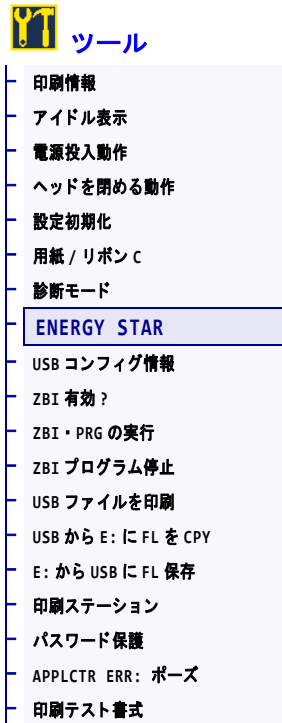 ツール
印刷情報
アイドル表示
電源投入動作
ヘッドを閉める動作
設定初期化
用紙 / リボン C
診断モード
ENERGY STAR
USB コンフィグ情報
ZBI 有効 ?
ZBI・PRG の実行
ZBI プログラム停止
USB ファイルを印刷
USB から E: に FL を CPY
E: から USB に FL 保存
印刷ステーション
パスワード保護
APPLCTR ERR: ポーズ
印刷テスト書式